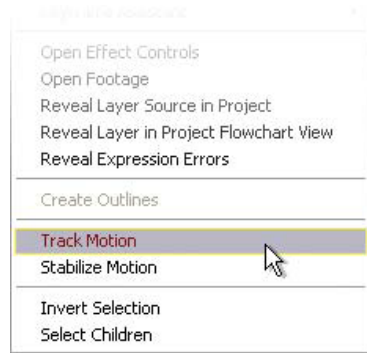 Open Effect Controls
Open Footage
Reveal Layer Source in Project
Reveal Layer in Project Flowchart View
Reveal Expression Errors
Create Outlines
Track Motion
Stabilize Motion
Invert Selection
Select Children